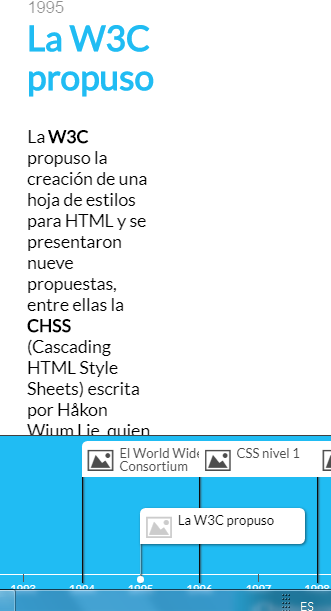 1995
La W3C
propuso
La W3C
propuso la
creación de una
hoja de estilos
para HTML y se
presentaron
nueve
propuestas,
entre ellas la
CHSS
(Cascading
HTML Style
Sheets) escrita
por Håkon
Wium Lie, quien
El World Wide
Consortium
CSS nivel 1
La W3C propuso
1993
1994
1995
1996
1997
1998
ES